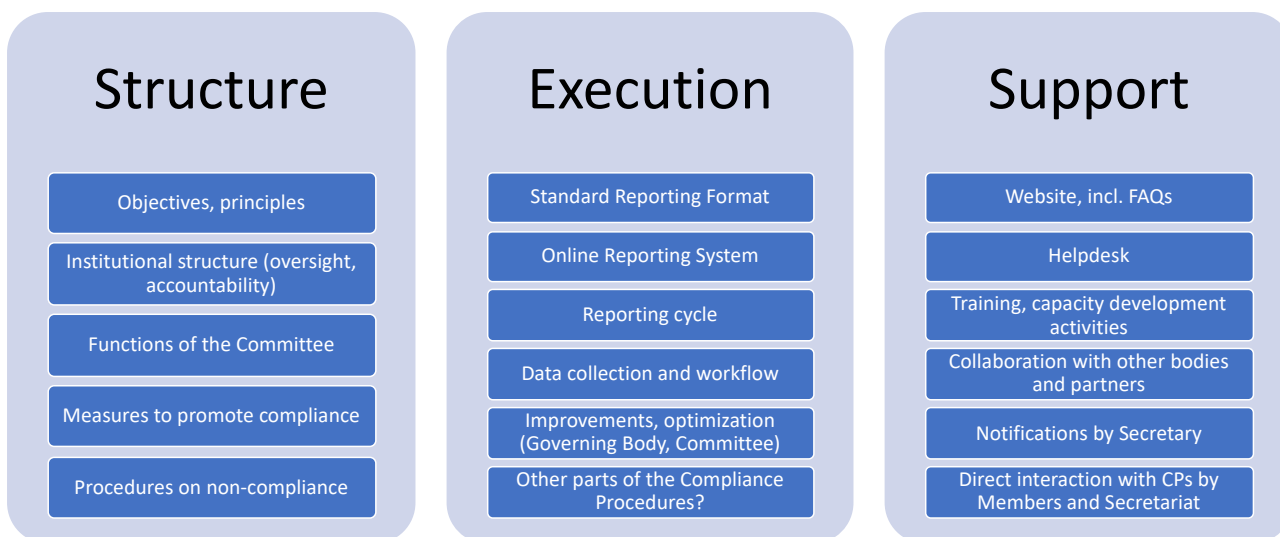 Structure
Objectives, principles
Institutional structure (oversight,
accountability)
Functions of the Committee
Measures to promote compliance
Procedures on non-compliance
Execution
Standard Reporting Format
Online Reporting System
Reporting cycle
Data collection and workflow
Improvements, optimization
(Governing Body, Committee)
Other parts of the Compliance
Procedures?
Support
Website, incl. FAQs
Helpdesk
Training, capacity development
activities
Collaboration with other bodies
and partners
Notifications by Secretary
Direct interaction with CPs by
Members and Secretariat